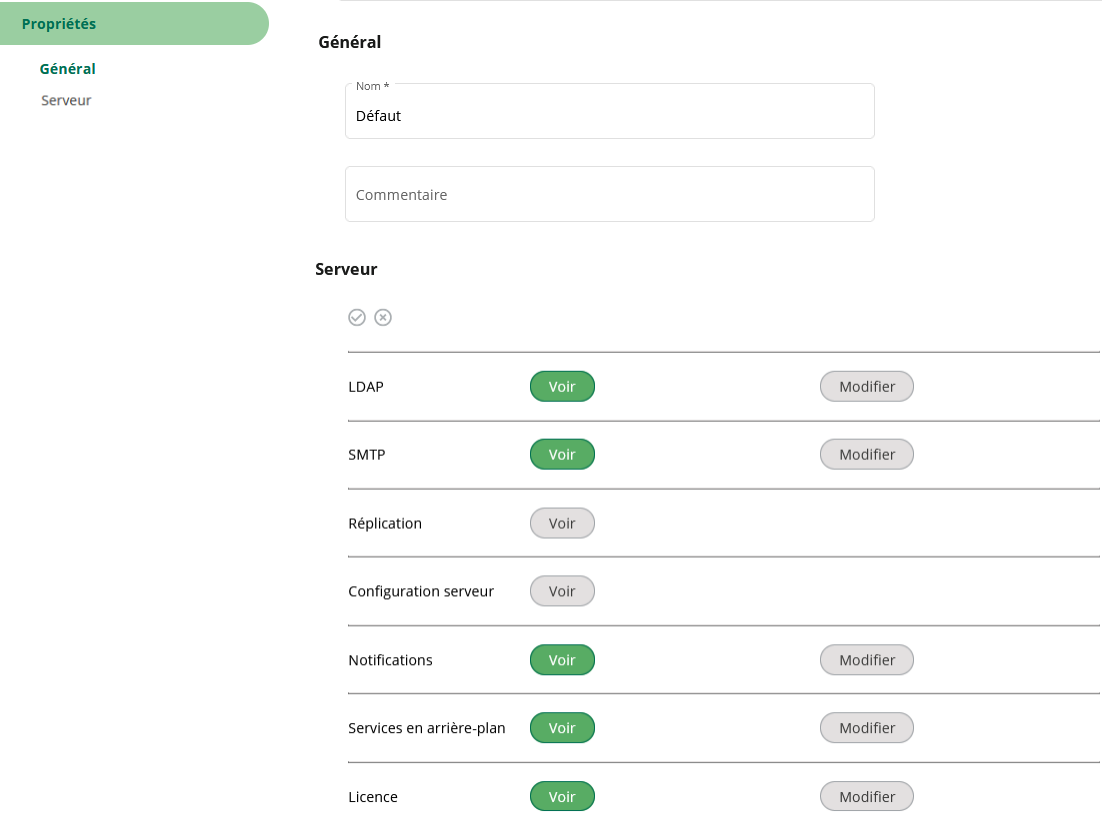 Propriétés
Général
Serveur
Général
Nom *
Défaut
Commentaire
Serveur
LDAP Voir Modifier
SMTP Voir Modifier
Réplication Voir
Configuration serveur Voir
Notifications Voir Modifier
Services en arrière-plan Voir Modifier
Licence Voir Modifier